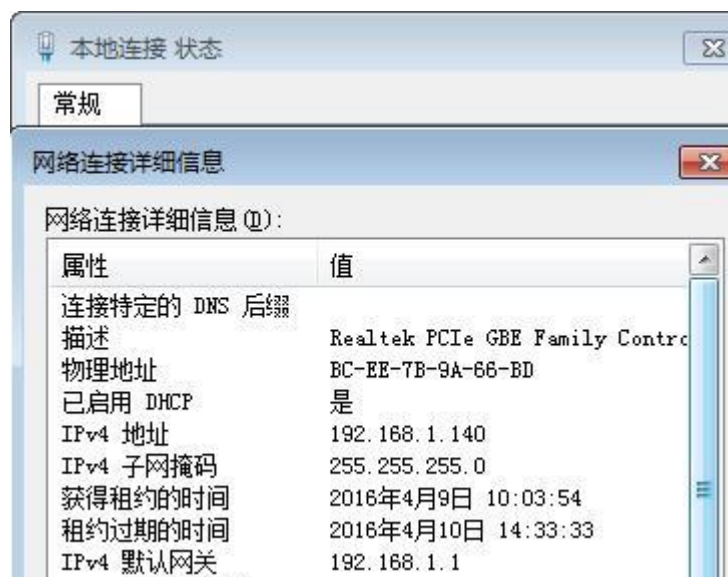 本地连接 状态
常规
网络连接详细信息
网络连接详细信息(D):
属性 值
连接特定的 DNS 后缀
描述 Realtek PCIe GBE Family Contro
物理地址 BC-EE-7B-9A-66-BD
已启用 DHCP 是
IPv4 地址 192.168.1.140
IPv4 子网掩码 255.255.255.0
获得租约的时间 2016年4月9日 10:03:54
租约过期的时间 2016年4月10日 14:33:33
IPv4 默认网关 192.168.1.1